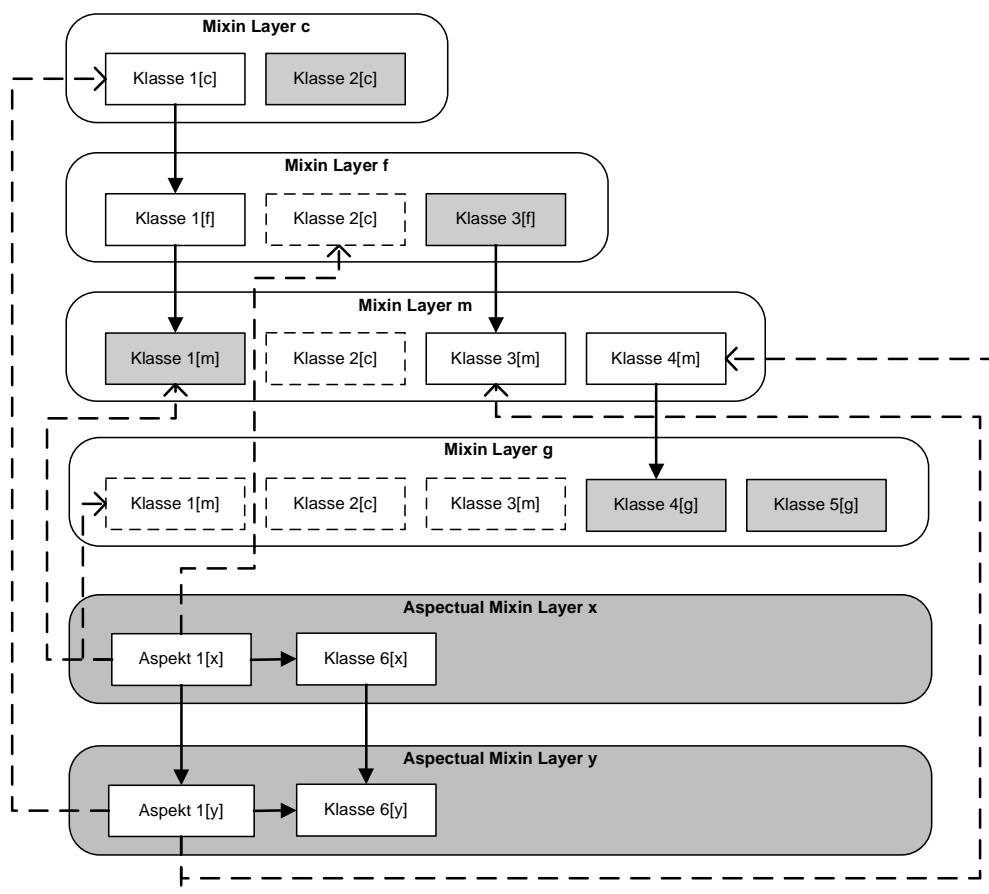 Mixin Layer c
Klasse 1[c] Klasse 2[c]
Mixin Layer f
Klasse 1[f] Klasse 2[c] Klasse 3[f]
Mixin Layer m
Klasse 1[m] Klasse 2[c] Klasse 3[m] Klasse 4[m]
Mixin Layer g
Klasse 1[m] Klasse 2[c] Klasse 3[m] Klasse 4[g] Klasse 5[g]
Aspectual Mixin Layer x
Aspekt 1[x] Klasse 6[x]
Aspectual Mixin Layer y
Aspekt 1[y] Klasse 6[y]